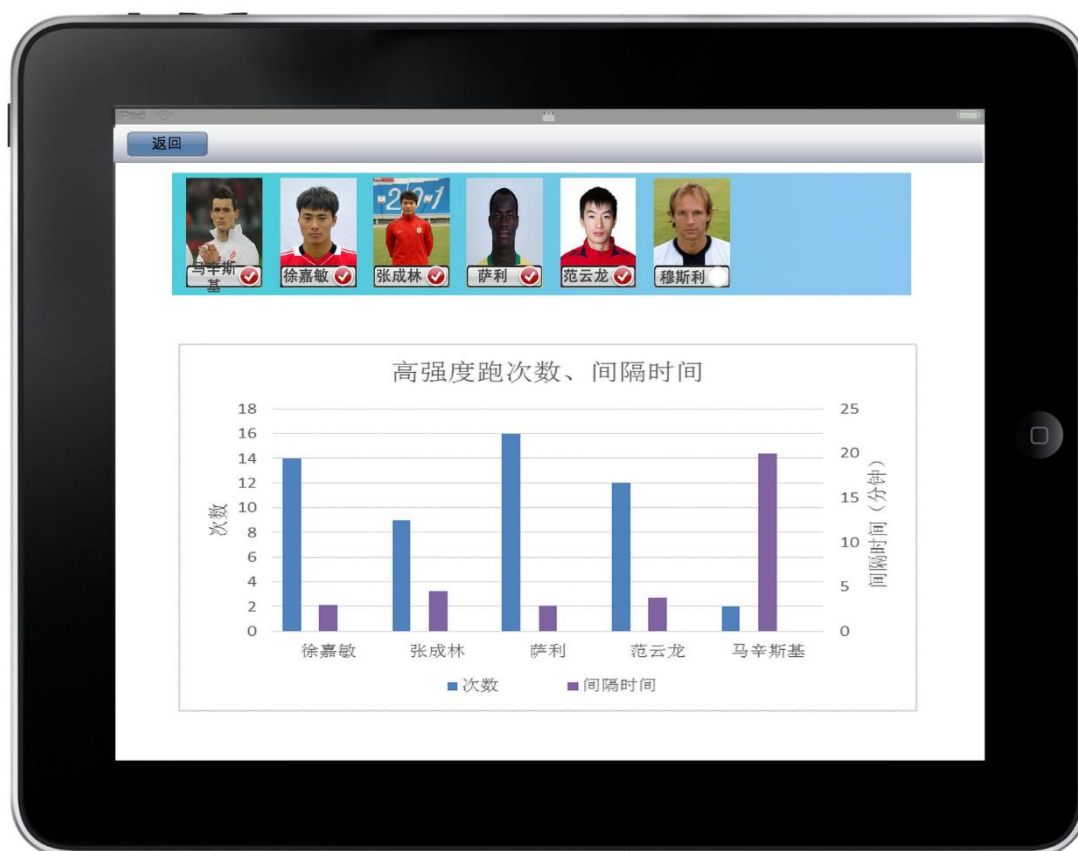 iPad
返回
马辛斯
基
徐嘉敏
张成林
萨利
范云龙
穆斯利
高强度跑次数、间隔时间
18
16
14
12
10
8
6
4
2
0
次数
25
20
15
10
5
0
间隔时间（分钟）
徐嘉敏 张成林 萨利 范云龙 马辛斯基
次数 间隔时间